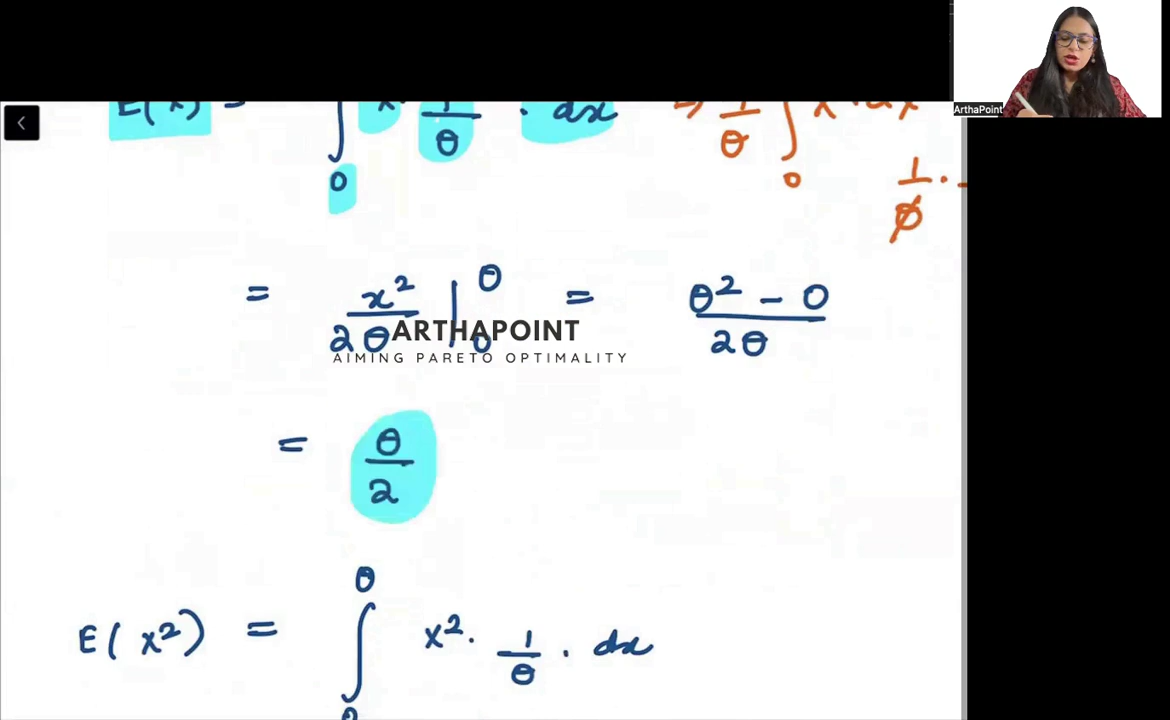 ArthaPoint
E(x) = ∫₀ x · 1/θ · dx ⇒ 1/θ ∫₀ x · dx
1/θ ·
= x²/2θ |₀^θ = θ² - 0 / 2θ
ARTHAPOINT
AIMING PARETO OPTIMALITY
= θ/2
E(x²) = ∫₀^θ x² · 1/θ · dx